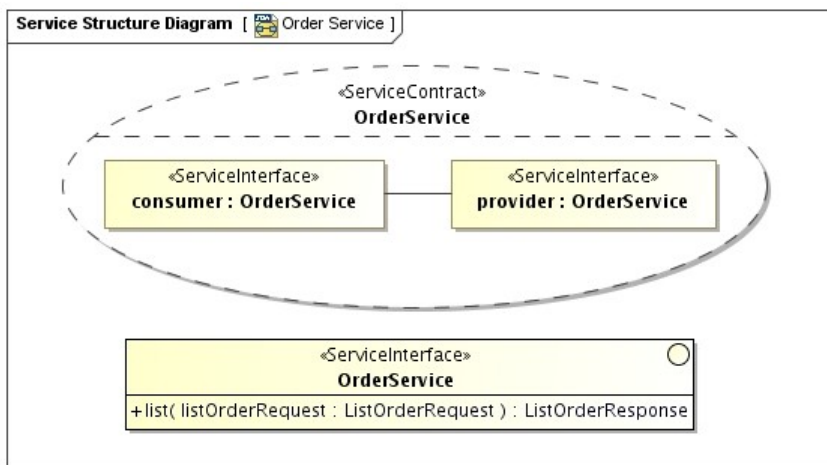 Service Structure Diagram [ Order Service ]
«ServiceContract»
OrderService
«ServiceInterface»
consumer : OrderService
«ServiceInterface»
provider : OrderService
«ServiceInterface»
OrderService
+list( listOrderRequest : ListOrderRequest ) : ListOrderResponse